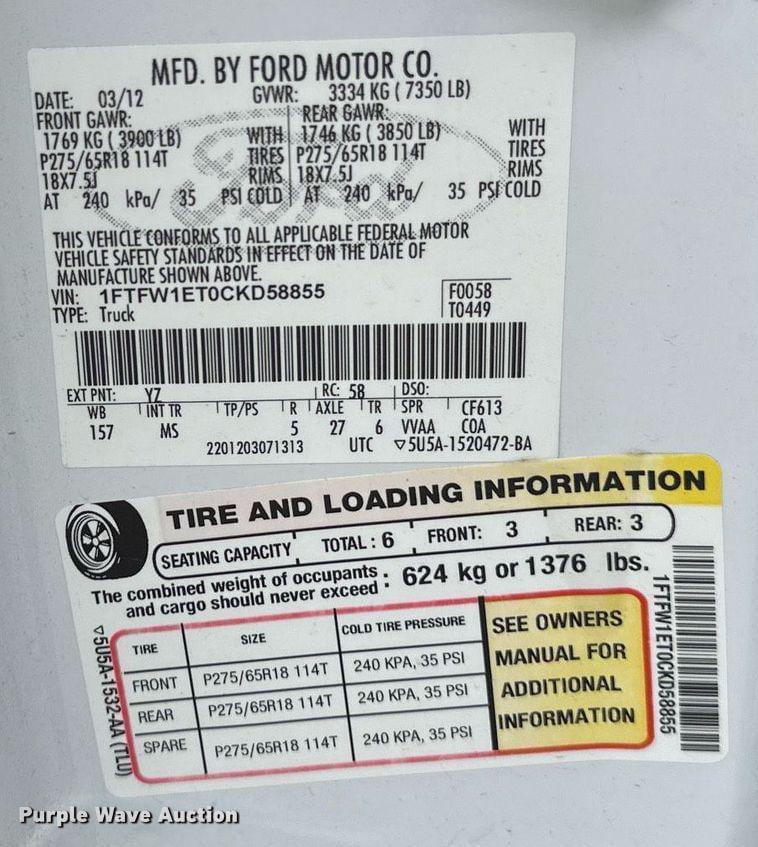 MFD. BY FORD MOTOR CO.
DATE: 03/12 GVWR: 3334 KG ( 7350 LB)
FRONT GAWR: REAR GAWR:
1769 KG ( 3900 LB) WITH 1746 KG ( 3850 LB) WITH
P275/65R18 114T TIRES P275/65R18 114T TIRES
18X7.5J RIMS 18X7.5J RIMS
AT 240 kPa/ 35 PSI COLD AT 240 kPa/ 35 PSI COLD
Ford
THIS VEHICLE CONFORMS TO ALL APPLICABLE FEDERAL MOTOR
VEHICLE SAFETY STANDARDS IN EFFECT ON THE DATE OF
MANUFACTURE SHOWN ABOVE.
VIN: 1FTFW1ET0CKD58855 F0058
TYPE: Truck T0449
EXT PNT: YZ RC: 58 DSO:
WB INT TR TP/PS R AXLE TR SPR CF613
157 MS 5 27 6 VVAA COA
2201203071313 UTC ▽5U5A-1520472-BA
TIRE AND LOADING INFORMATION
SEATING CAPACITY TOTAL : 6 FRONT: 3 REAR: 3
The combined weight of occupants
and cargo should never exceed : 624 kg or 1376 lbs.
TIRE SIZE COLD TIRE PRESSURE
FRONT P275/65R18 114T 240 KPA, 35 PSI
REAR P275/65R18 114T 240 KPA, 35 PSI
SPARE P275/65R18 114T 240 KPA, 35 PSI
SEE OWNERS
MANUAL FOR
ADDITIONAL
INFORMATION
▽5U5A-1532-AA (TLU)
1FTFW1ET0CKD58855
Purple Wave Auction